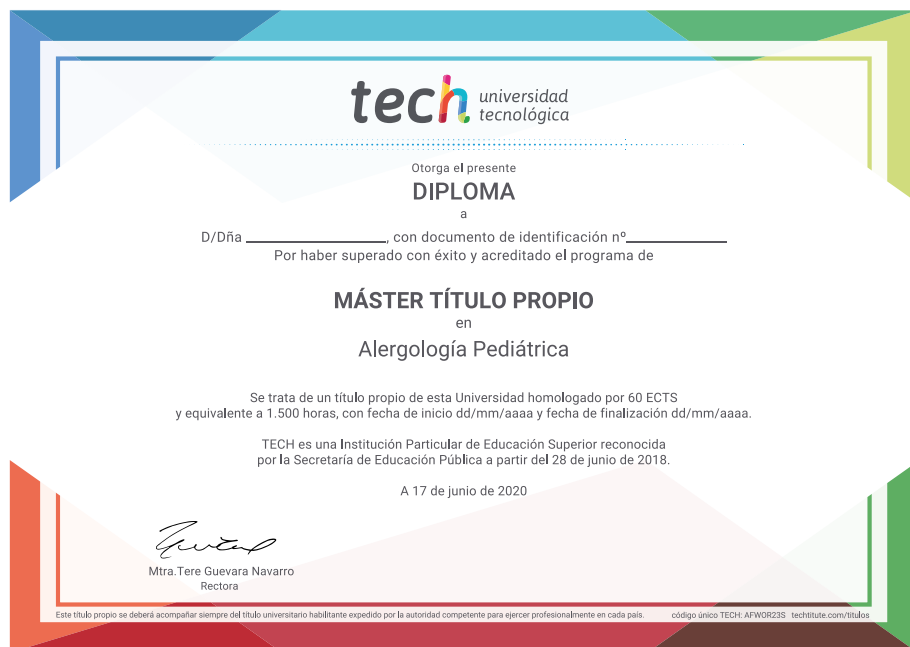 tech universidad
tecnológica
Otorga el presente
DIPLOMA
a
D/Dña ____________, con documento de identificación nº____________
Por haber superado con éxito y acreditado el programa de
MÁSTER TÍTULO PROPIO
en
Alergología Pediátrica
Se trata de un título propio de esta Universidad homologado por 60 ECTS
y equivalente a 1.500 horas, con fecha de inicio dd/mm/aaaa y fecha de finalización dd/mm/aaaa.
TECH es una Institución Particular de Educación Superior reconocida
por la Secretaría de Educación Pública a partir del 28 de junio de 2018.
A 17 de junio de 2020
Mtra.Tere Guevara Navarro
Rectora
Este título propio se deberá acompañar siempre del título universitario habilitante expedido por la autoridad competente para ejercer profesionalmente en cada país. código único TECH: AFWOR23S techtitute.com/titulos